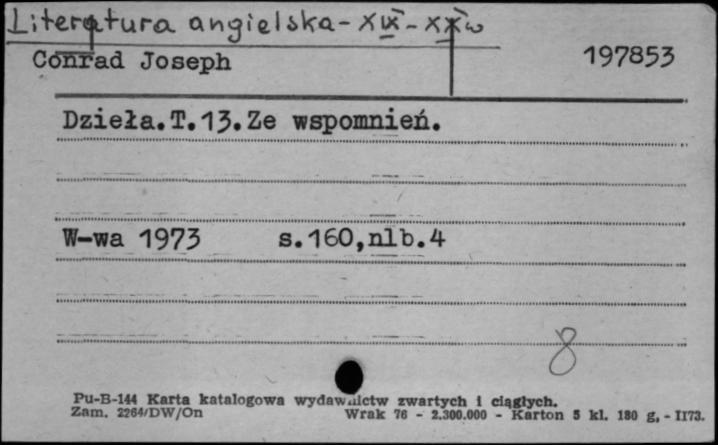 Literatura angielska - XIX - XX w
Conrad Joseph 197853
Dzieła.T.13.Ze wspomnień.
W-wa 1973 s.160,nlb.4
8
Pu-B-144 Karta katalogowa wydawnictw zwartych i ciągłych.
Zam. 2264/DW/On Wrak 76 - 2.300.000 - Karton 5 kl. 180 g. - II73.